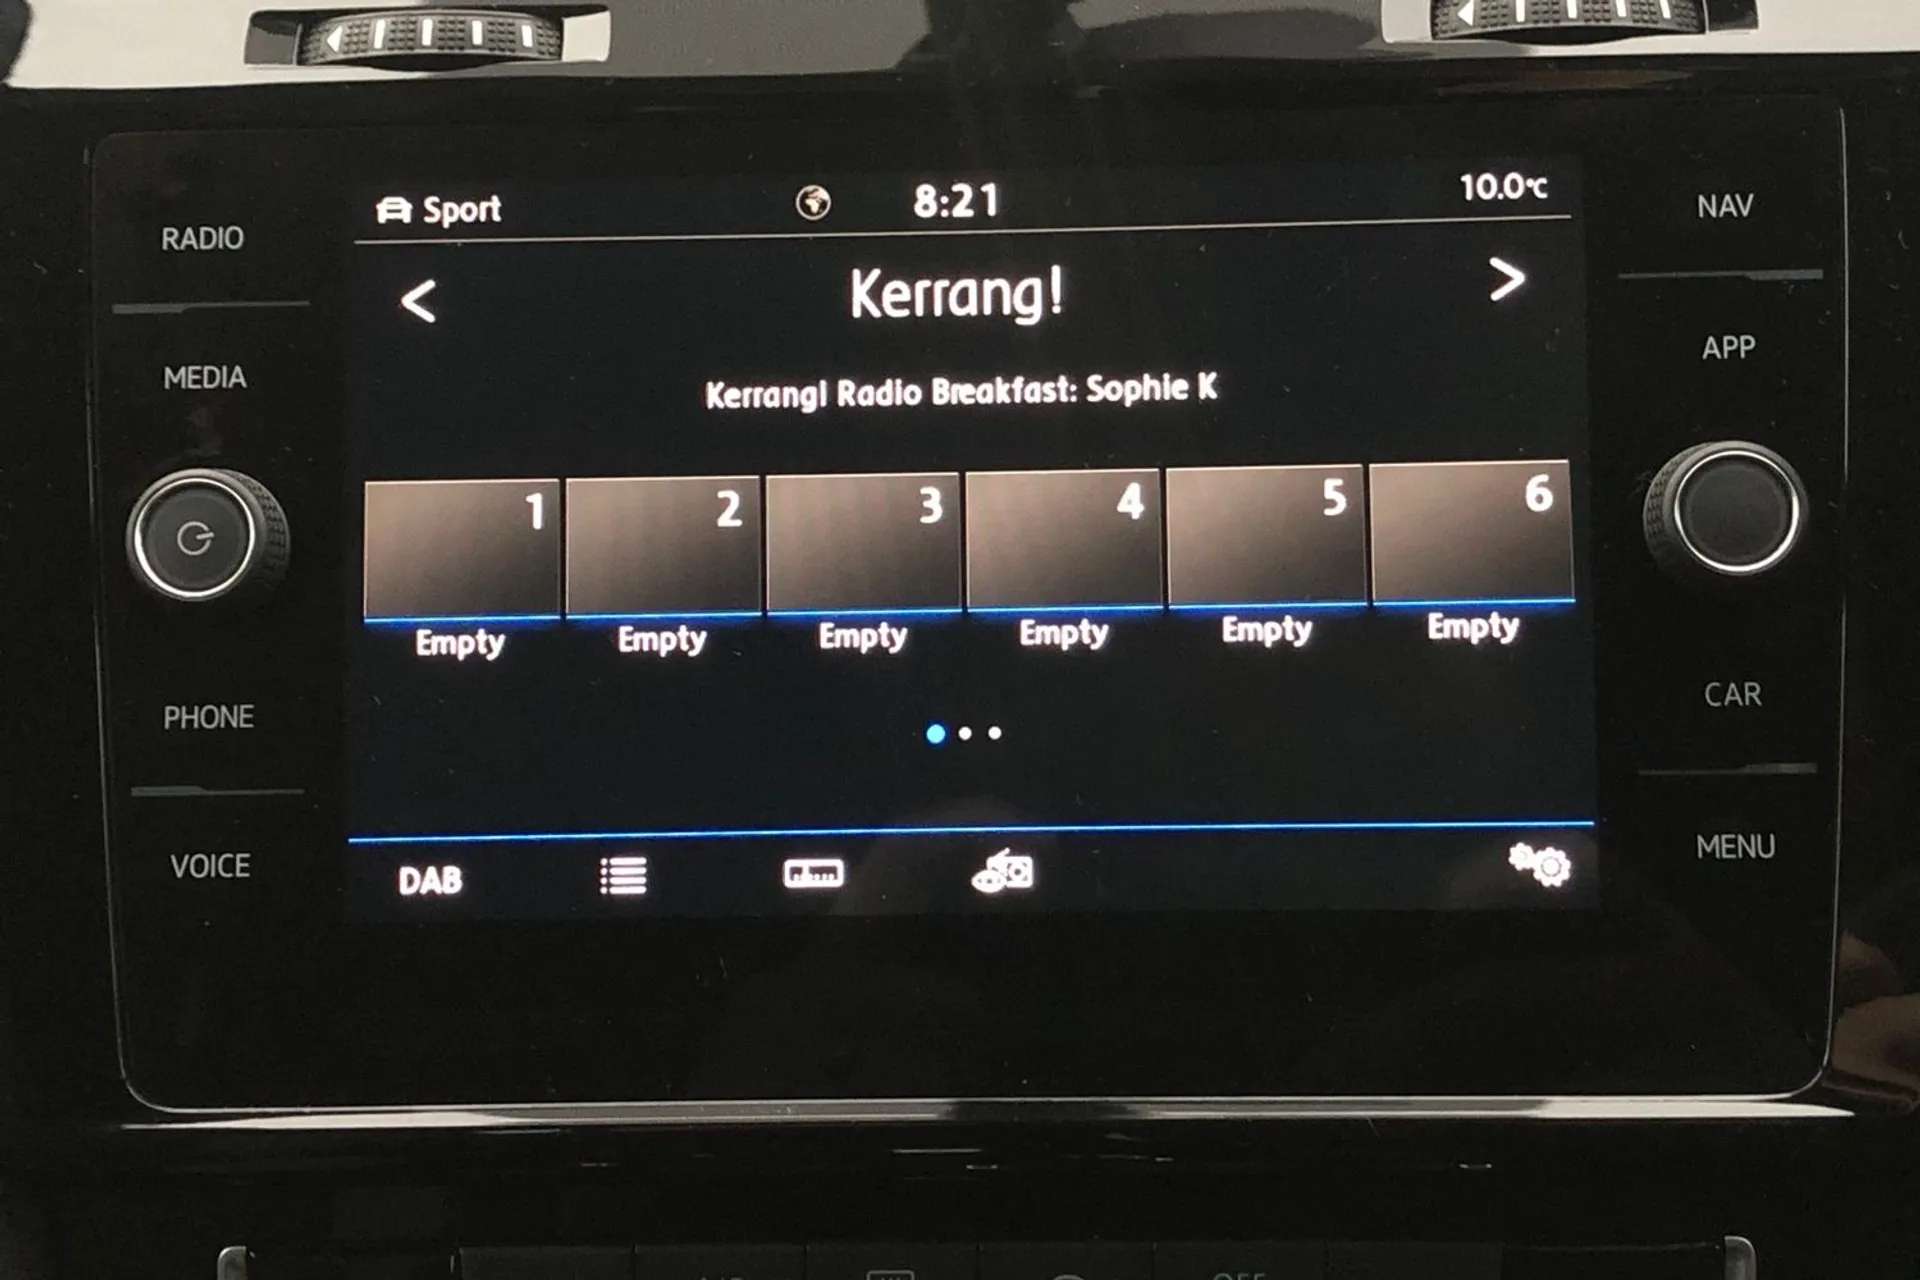 Sport 8:21 10.0°C
RADIO
NAV
< Kerrang! >
MEDIA
APP
Kerrang! Radio Breakfast: Sophie K
1 2 3 4 5 6
Empty Empty Empty Empty Empty Empty
PHONE
CAR
VOICE
MENU
DAB
OFF